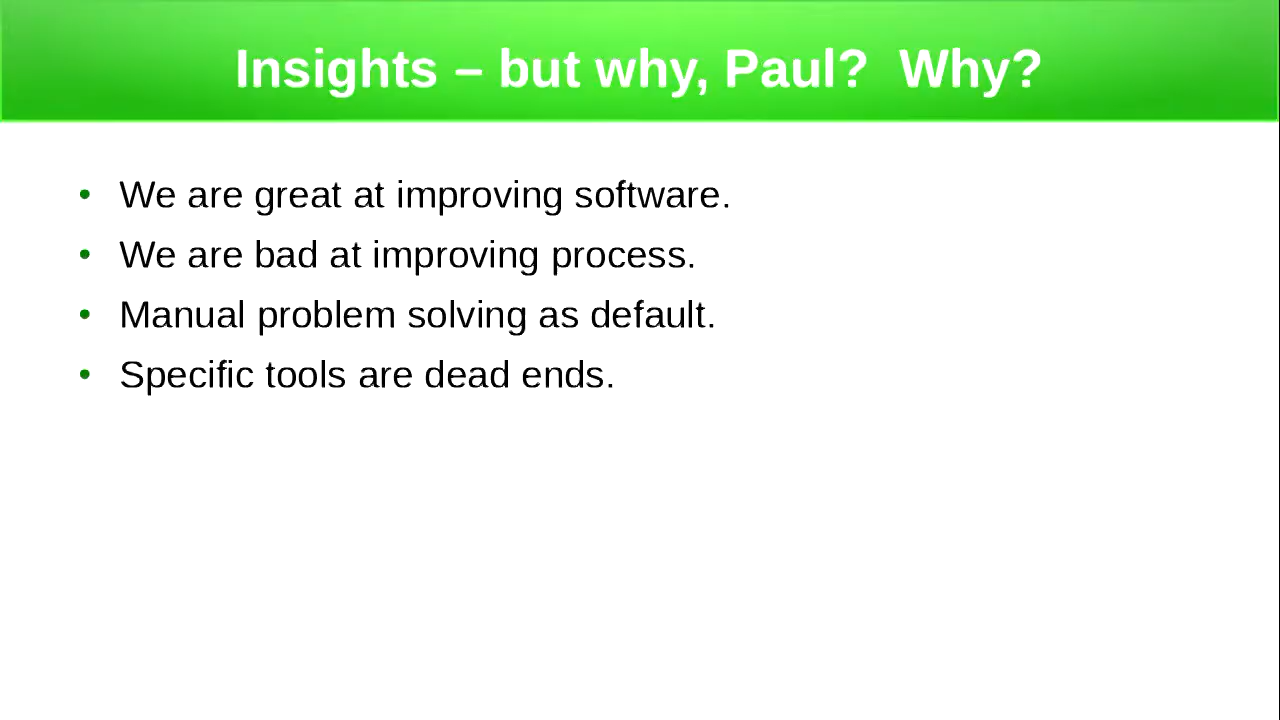 Insights – but why, Paul?  Why?
• We are great at improving software.
• We are bad at improving process.
• Manual problem solving as default.
• Specific tools are dead ends.